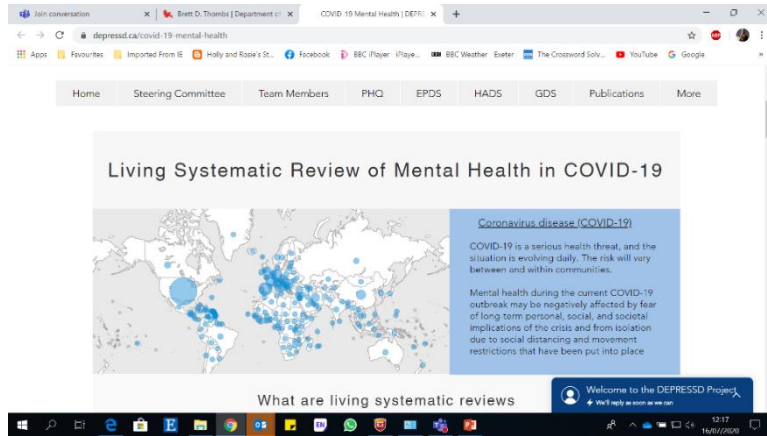 Join conversation
Brett D. Thombs | Department of
COVID-19 Mental Health | DEPRE
depressd.ca/covid-19-mental-health
Apps Favourites Imported From IE Holly and Rosie's St... Facebook BBC iPlayer iPlaye... BBC Weather Exeter The Crossword Solv... YouTube Google
Home Steering Committee Team Members PHQ EPDS HADS GDS Publications More
Living Systematic Review of Mental Health in COVID-19
Coronavirus disease (COVID-19)
COVID-19 is a serious health threat, and the
situation is evolving daily. The risk will vary
between and within communities.
Mental health during the current COVID-19
outbreak may be negatively affected by fear
of long-term personal, social, and societal
implications of the crisis and from isolation
due to social distancing and movement
restrictions that have been put into place
What are living systematic reviews
Welcome to the DEPRESSD Project
We'll reply as soon as we can
12:17
16/07/2020